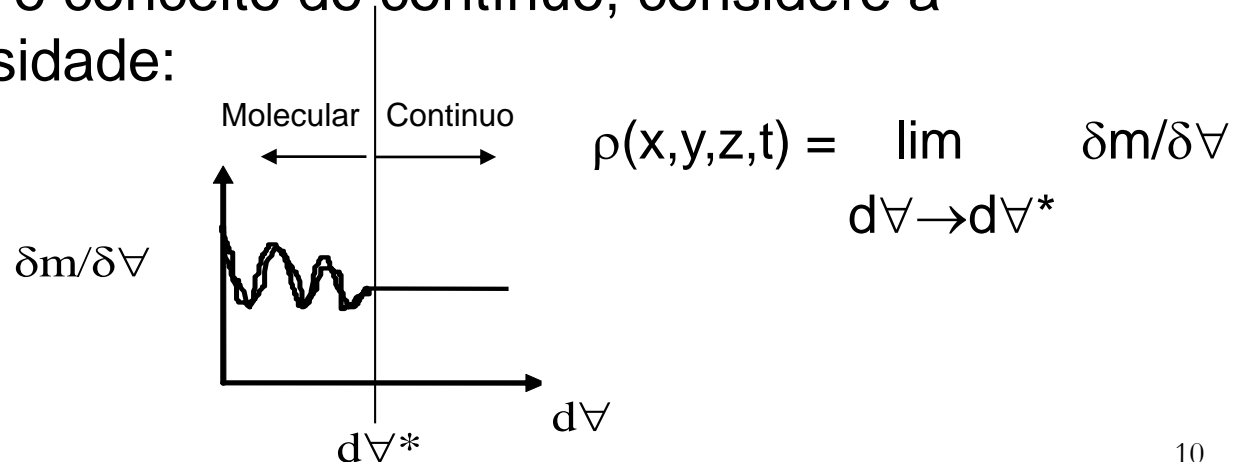 o conceito do contínuo, considere a
sidade:
Molecular Continuo
ρ(x,y,z,t) = lim δm/δ∀
d∀→d∀*
δm/δ∀
d∀
d∀*
10